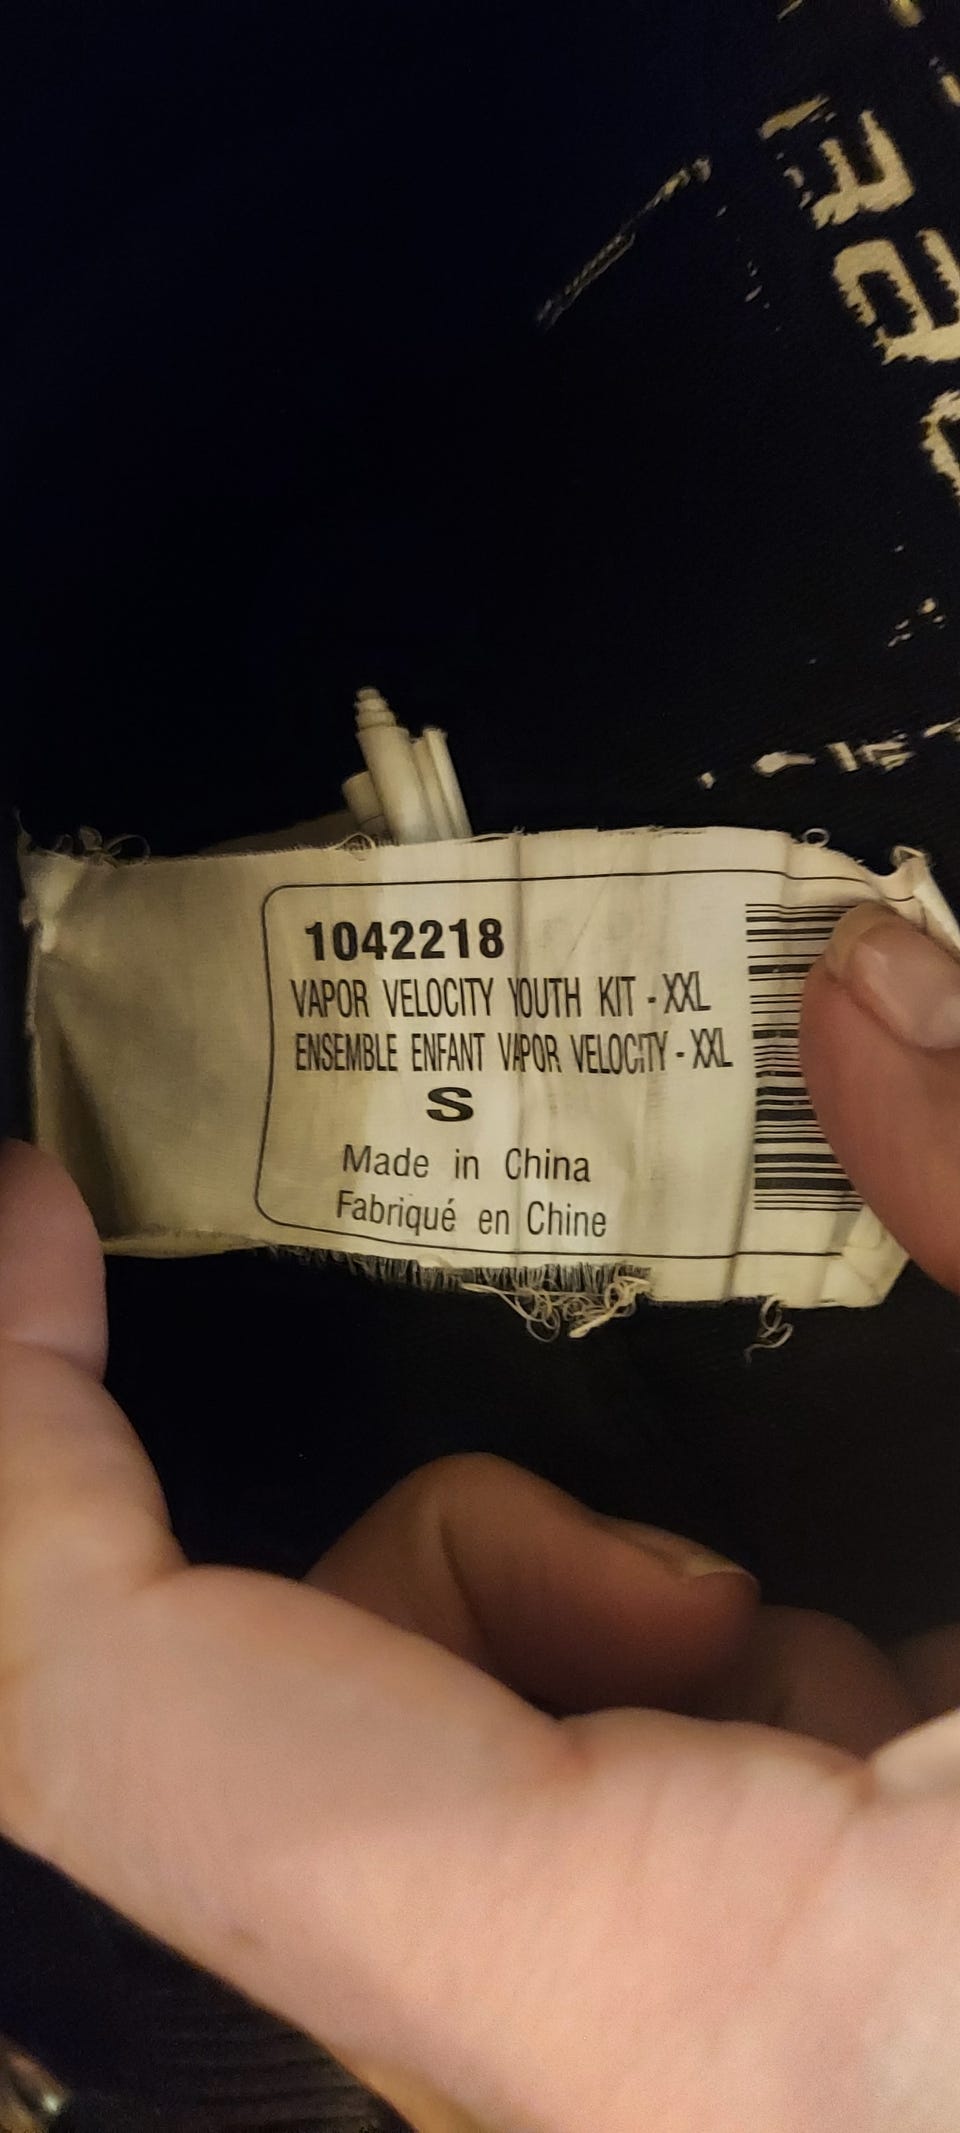 1042218
VAPOR VELOCITY YOUTH KIT - XXL
ENSEMBLE ENFANT VAPOR VELOCITY - XXL
S
Made in China
Fabriqué en Chine